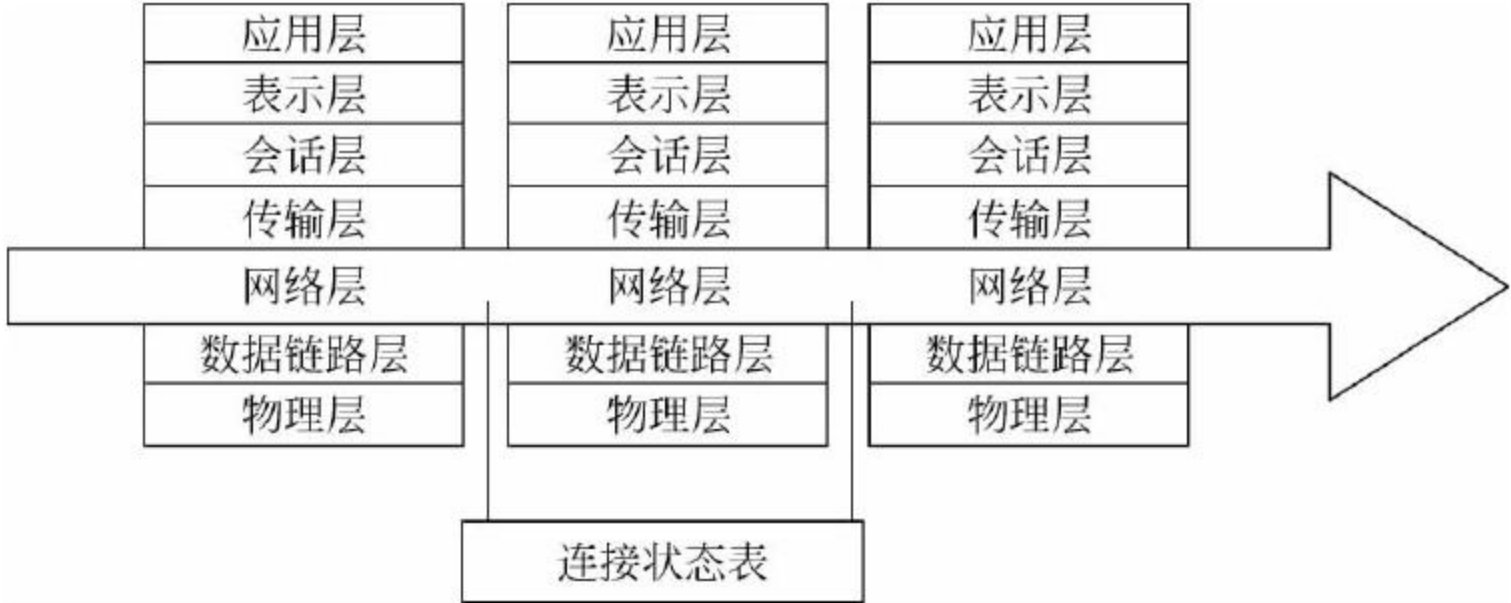 应用层 应用层 应用层
表示层 表示层 表示层
会话层 会话层 会话层
传输层 传输层 传输层
网络层 网络层 网络层
数据链路层 数据链路层 数据链路层
物理层 物理层 物理层
连接状态表